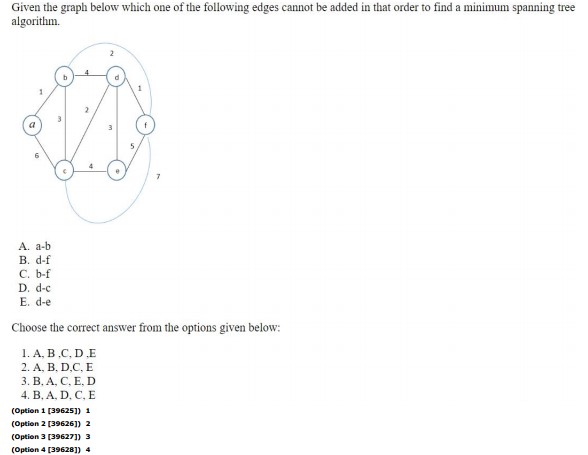 Given the graph below which one of the following edges cannot be added in that order to find a minimum spanning tree
algorithm.
2
b 4 d
1 1
2
a 3 3 f
5
6 4
c e 7
A. a-b
B. d-f
C. b-f
D. d-c
E. d-e
Choose the correct answer from the options given below:
1. A, B ,C, D ,E
2. A, B, D,C, E
3. B, A, C, E, D
4. B, A, D, C, E
(Option 1 [39625]) 1
(Option 2 [39626]) 2
(Option 3 [39627]) 3
(Option 4 [39628]) 4